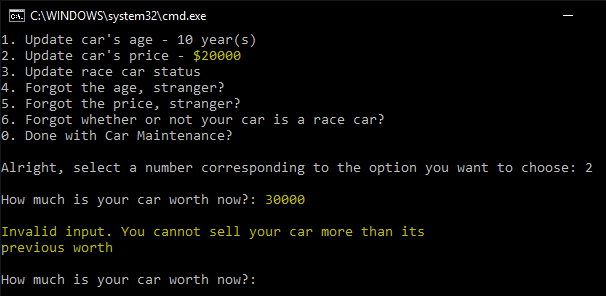 C:\WINDOWS\system32\cmd.exe
1. Update car's age - 10 year(s)
2. Update car's price - $20000
3. Update race car status
4. Forgot the age, stranger?
5. Forgot the price, stranger?
6. Forgot whether or not your car is a race car?
0. Done with Car Maintenance?
Alright, select a number corresponding to the option you want to choose: 2
How much is your car worth now?: 30000
Invalid input. You cannot sell your car more than its
previous worth
How much is your car worth now?: